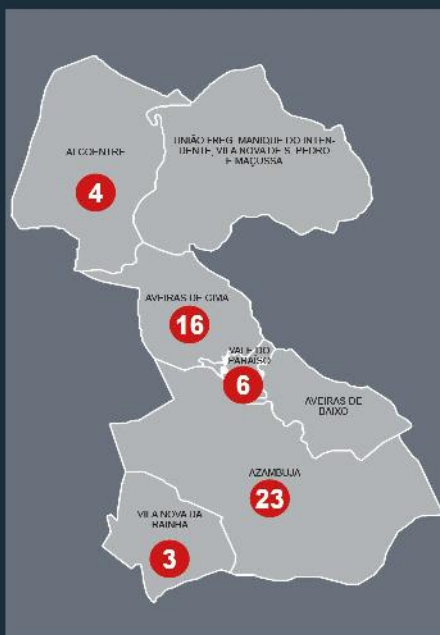 ALCOENTRE
4
UNIÃO FREG. MANIQUE DO INTEN-
DENTE, VILA NOVA DE S. PEDRO
E MAÇUSSA
AVEIRAS DE CIMA
16
VALE DO
PARAÍSO
6
AVEIRAS DE
BAIXO
AZAMBUJA
23
VILA NOVA DA
RAINHA
3